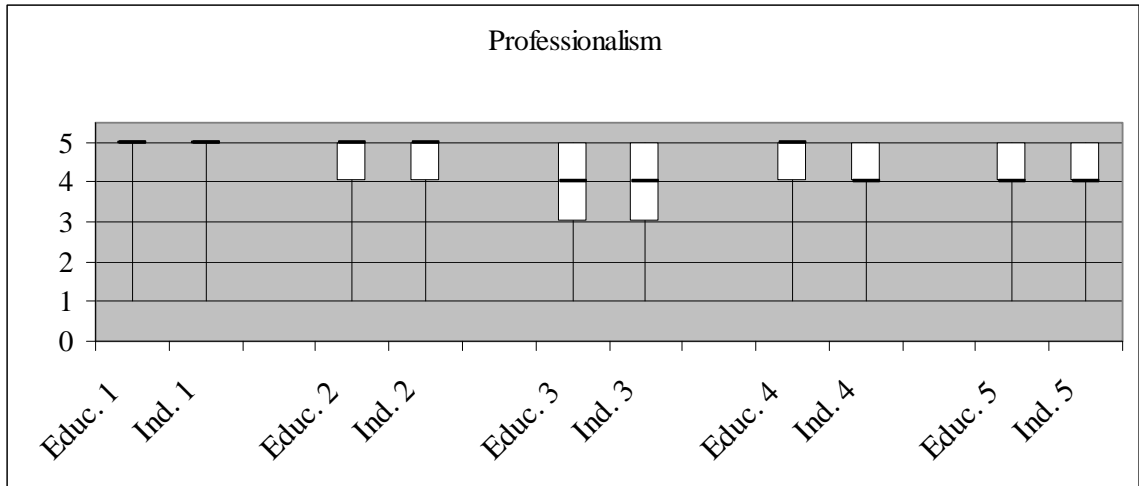 Professionalism
5
4
3
2
1
0
Educ. 1
Ind. 1
Educ. 2
Ind. 2
Educ. 3
Ind. 3
Educ. 4
Ind. 4
Educ. 5
Ind. 5